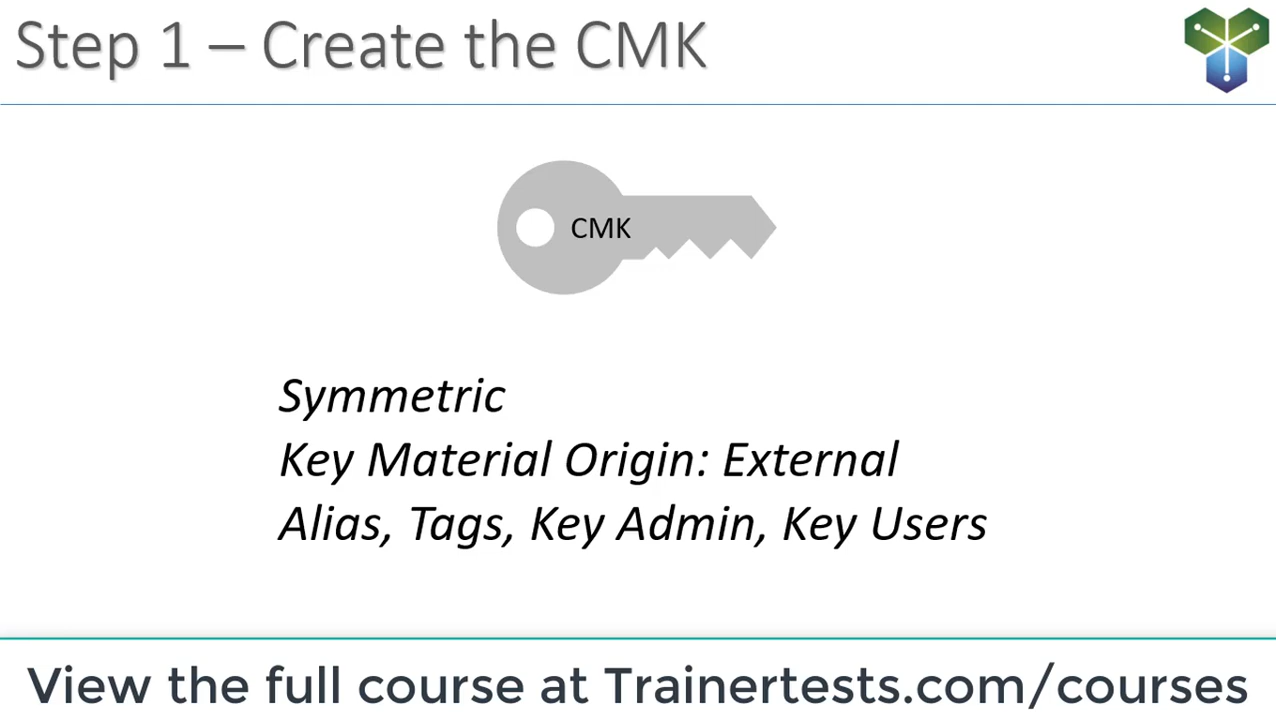 Step 1 – Create the CMK
CMK
Symmetric
Key Material Origin: External
Alias, Tags, Key Admin, Key Users
View the full course at Trainertests.com/courses